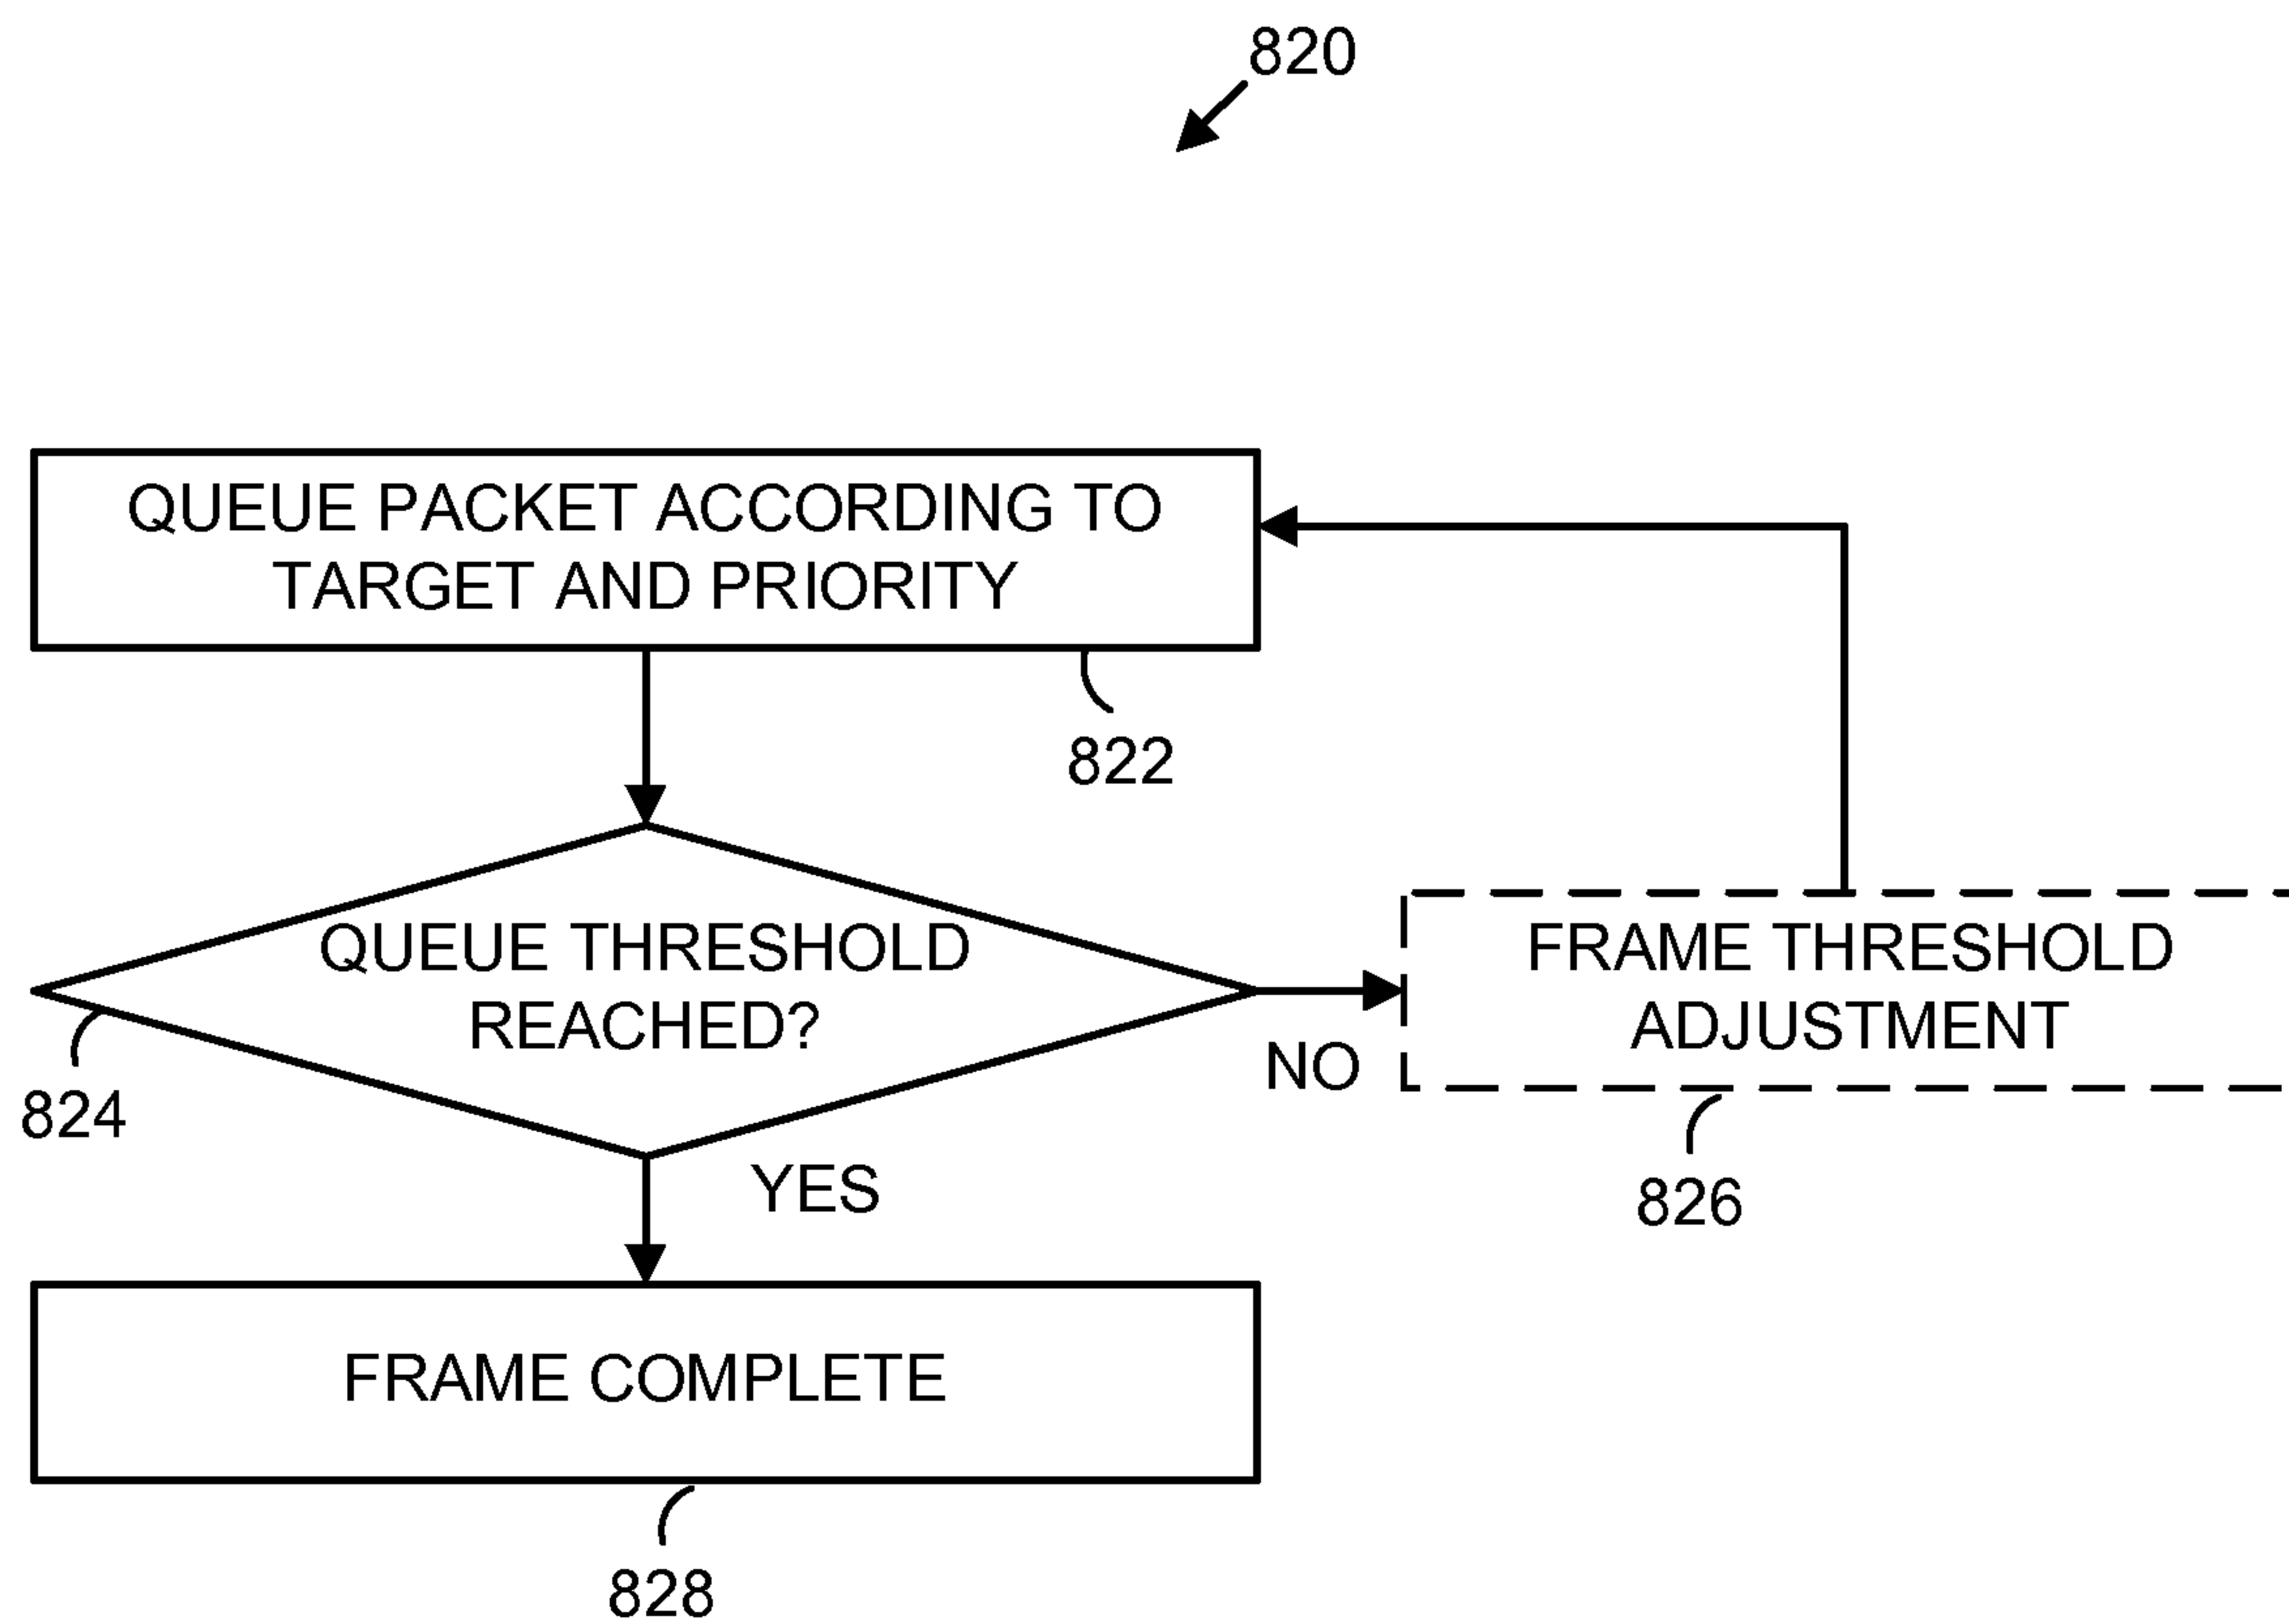 820
QUEUE PACKET ACCORDING TO
TARGET AND PRIORITY
822
QUEUE THRESHOLD
REACHED?
824
NO
FRAME THRESHOLD
ADJUSTMENT
826
YES
FRAME COMPLETE
828